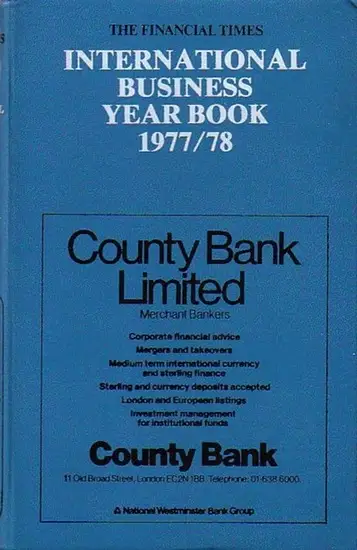 THE FINANCIAL TIMES
INTERNATIONAL
BUSINESS
YEAR BOOK
1977/78
County Bank
Limited
Merchant Bankers
Corporate financial advice
Mergers and takeovers
Medium term international currency
and sterling finance
Sterling and currency deposits accepted
London and European listings
Investment management
for institutional funds
County Bank
11 Old Broad Street, London EC2N 1BB. Telephone: 01-638 6000.
National Westminster Bank Group